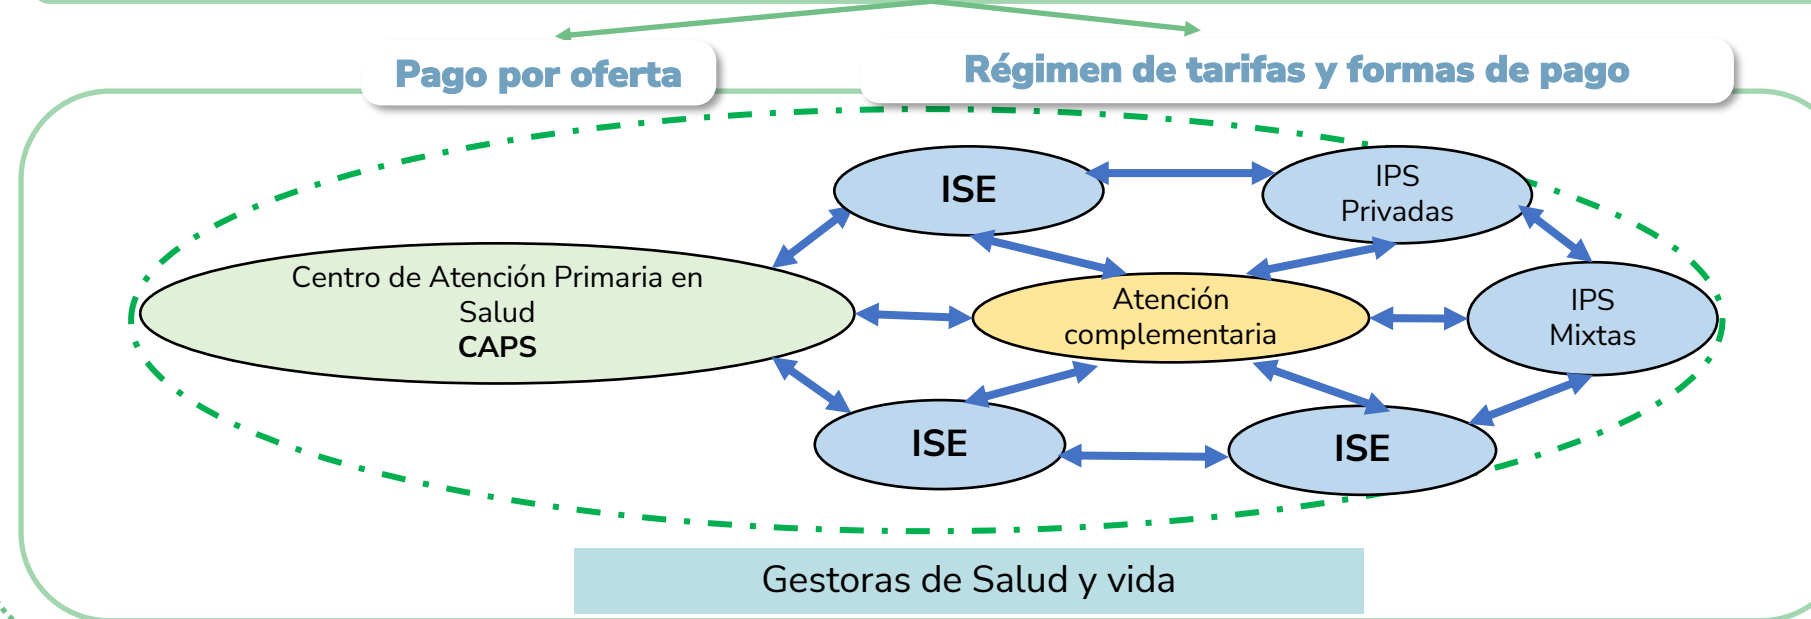 Pago por oferta
Régimen de tarifas y formas de pago
ISE
IPS
Privadas
Centro de Atención Primaria en
Salud
CAPS
Atención
complementaria
IPS
Mixtas
ISE
ISE
Gestoras de Salud y vida